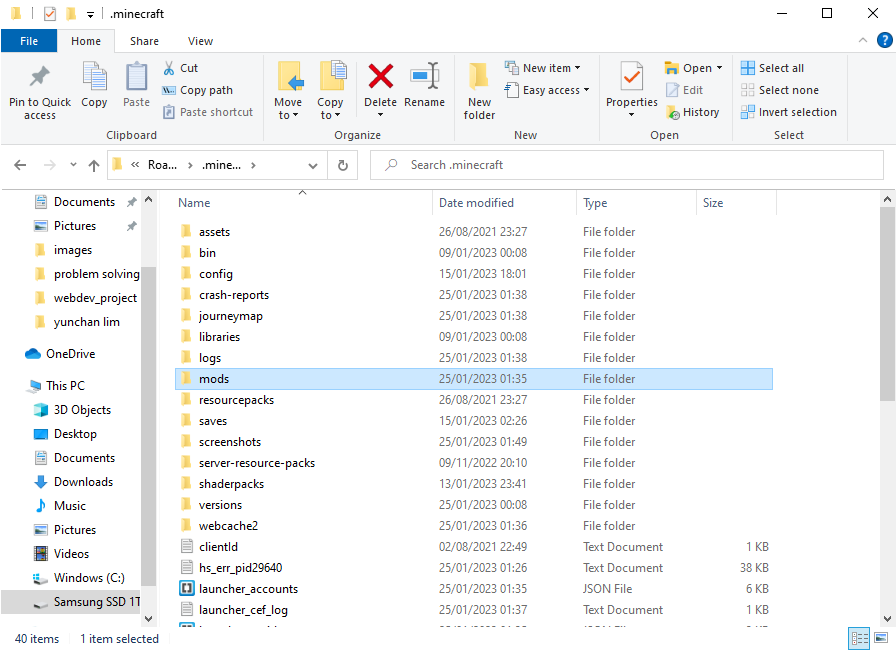 .minecraft
File Home Share View
Pin to Quick access
Copy
Paste
Cut
Copy path
Paste shortcut
Clipboard
Move to
Copy to
Delete
Rename
Organize
New folder
New item
Easy access
New
Properties
Open
Edit
History
Open
Select all
Select none
Invert selection
Select
« Roa... › .mine... ›
Search .minecraft
Documents
Pictures
images
problem solving
webdev_project
yunchan lim
OneDrive
This PC
3D Objects
Desktop
Documents
Downloads
Music
Pictures
Videos
Windows (C:)
Samsung SSD 1T
Name Date modified Type Size
assets 26/08/2021 23:27 File folder
bin 09/01/2023 00:08 File folder
config 15/01/2023 18:01 File folder
crash-reports 25/01/2023 01:38 File folder
journeymap 25/01/2023 01:38 File folder
libraries 09/01/2023 00:08 File folder
logs 25/01/2023 01:38 File folder
mods 25/01/2023 01:35 File folder
resourcepacks 26/08/2021 23:27 File folder
saves 15/01/2023 02:26 File folder
screenshots 25/01/2023 01:49 File folder
server-resource-packs 09/11/2022 20:10 File folder
shaderpacks 13/01/2023 23:41 File folder
versions 25/01/2023 00:08 File folder
webcache2 25/01/2023 01:36 File folder
clientId 02/08/2021 22:49 Text Document 1 KB
hs_err_pid29640 25/01/2023 01:26 Text Document 38 KB
launcher_accounts 25/01/2023 01:35 JSON File 6 KB
launcher_cef_log 25/01/2023 01:37 Text Document 1 KB
40 items 1 item selected